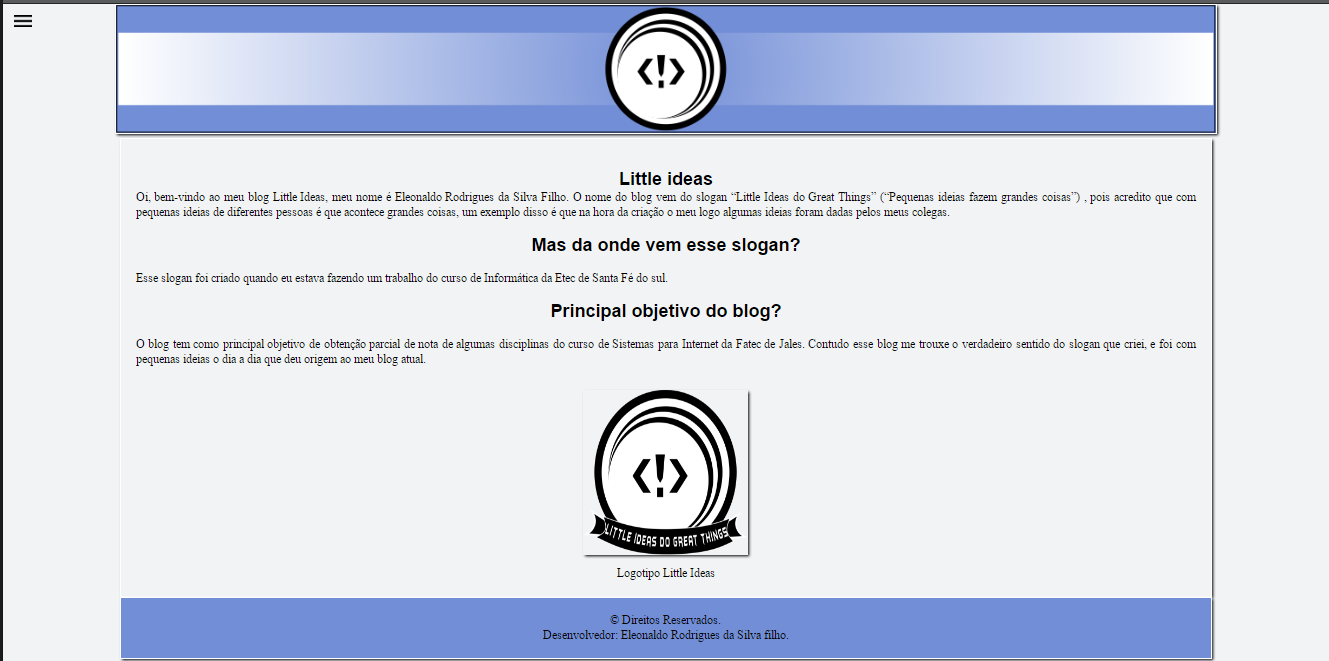 <!>
Little ideas
Oi, bem-vindo ao meu blog Little Ideas, meu nome é Eleonaldo Rodrigues da Silva Filho. O nome do blog vem do slogan “Little Ideas do Great Things” (“Pequenas ideias fazem grandes coisas”) , pois acredito que com
pequenas ideias de diferentes pessoas é que acontece grandes coisas, um exemplo disso é que na hora da criação o meu logo algumas ideias foram dadas pelos meus colegas.
Mas da onde vem esse slogan?
Esse slogan foi criado quando eu estava fazendo um trabalho do curso de Informática da Etec de Santa Fé do sul.
Principal objetivo do blog?
O blog tem como principal objetivo de obtenção parcial de nota de algumas disciplinas do curso de Sistemas para Internet da Fatec de Jales. Contudo esse blog me trouxe o verdadeiro sentido do slogan que criei, e foi com
pequenas ideias o dia a dia que deu origem ao meu blog atual.
<!>
LITTLE IDEAS DO GREAT THINGS
Logotipo Little Ideas
© Direitos Reservados.
Desenvolvedor: Eleonaldo Rodrigues da Silva filho.